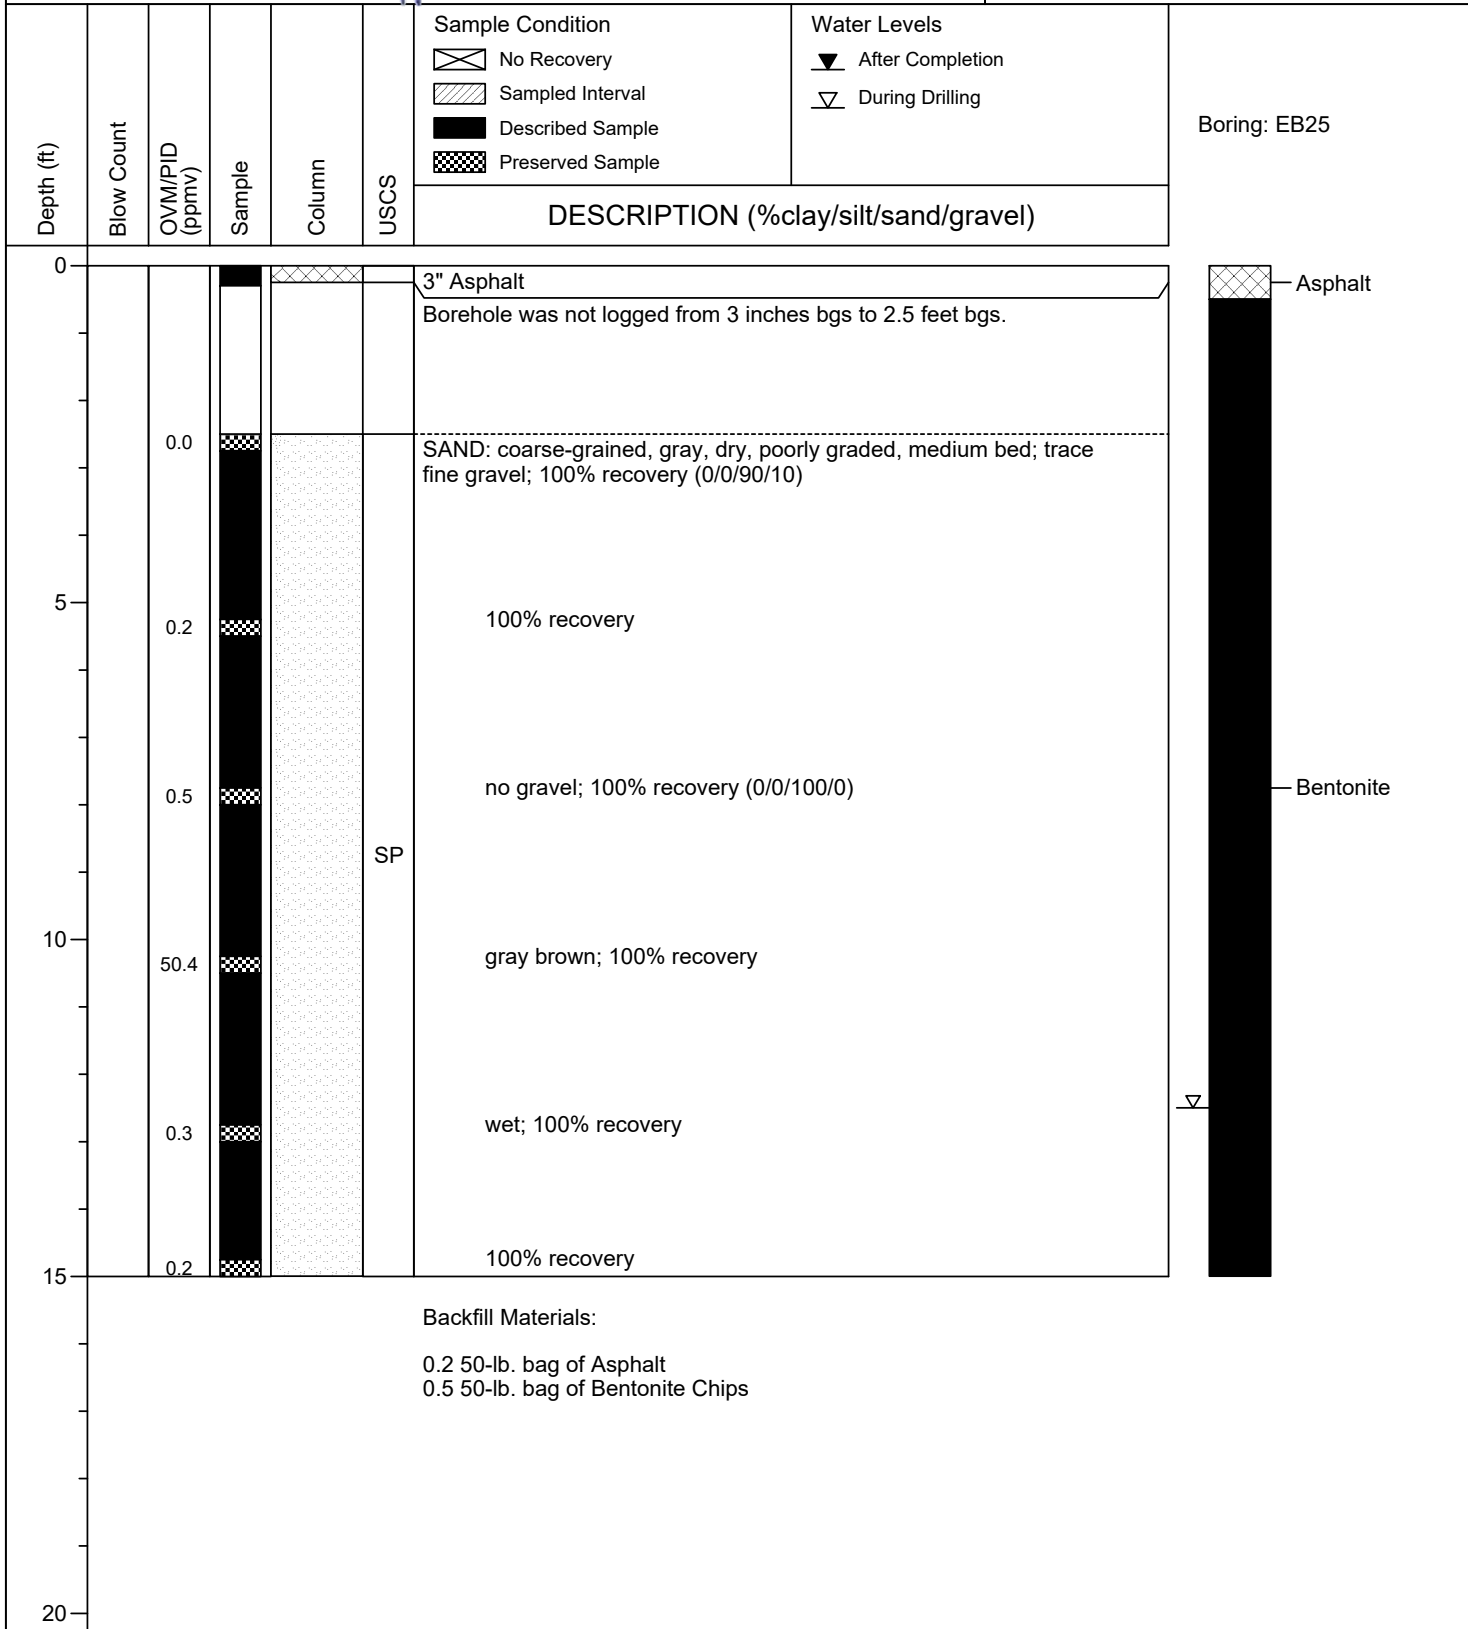 Sample Condition
No Recovery
Sampled Interval
Described Sample
Preserved Sample
Water Levels
After Completion
During Drilling
Boring: EB25
Depth (ft)
Blow Count
OVM/PID
(ppmv)
Sample
Column
USCS
DESCRIPTION (%clay/silt/sand/gravel)
0
3" Asphalt
Asphalt
Borehole was not logged from 3 inches bgs to 2.5 feet bgs.
0.0
SAND: coarse-grained, gray, dry, poorly graded, medium bed; trace
fine gravel; 100% recovery (0/0/90/10)
5
0.2
100% recovery
0.5
no gravel; 100% recovery (0/0/100/0)
Bentonite
SP
10
50.4
gray brown; 100% recovery
0.3
wet; 100% recovery
0.2
100% recovery
15
Backfill Materials:
0.2 50-lb. bag of Asphalt
0.5 50-lb. bag of Bentonite Chips
20